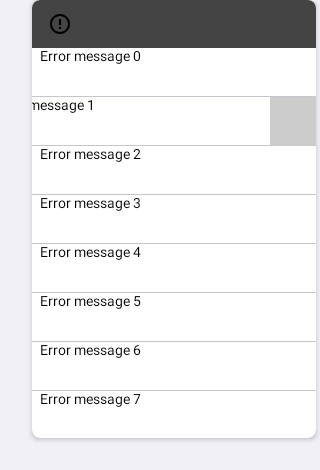 Error message 0
message 1
Error message 2
Error message 3
Error message 4
Error message 5
Error message 6
Error message 7